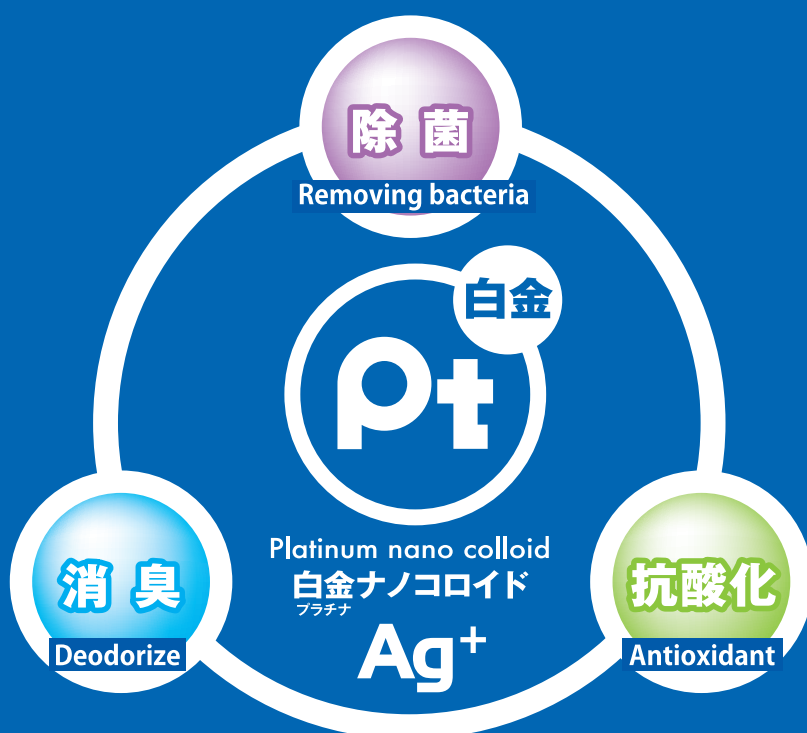 除菌
Removing bacteria
白金
Pt
Platinum nano colloid
白金ナノコロイド
プラチナ
Ag+
消臭
Deodorize
抗酸化
Antioxidant